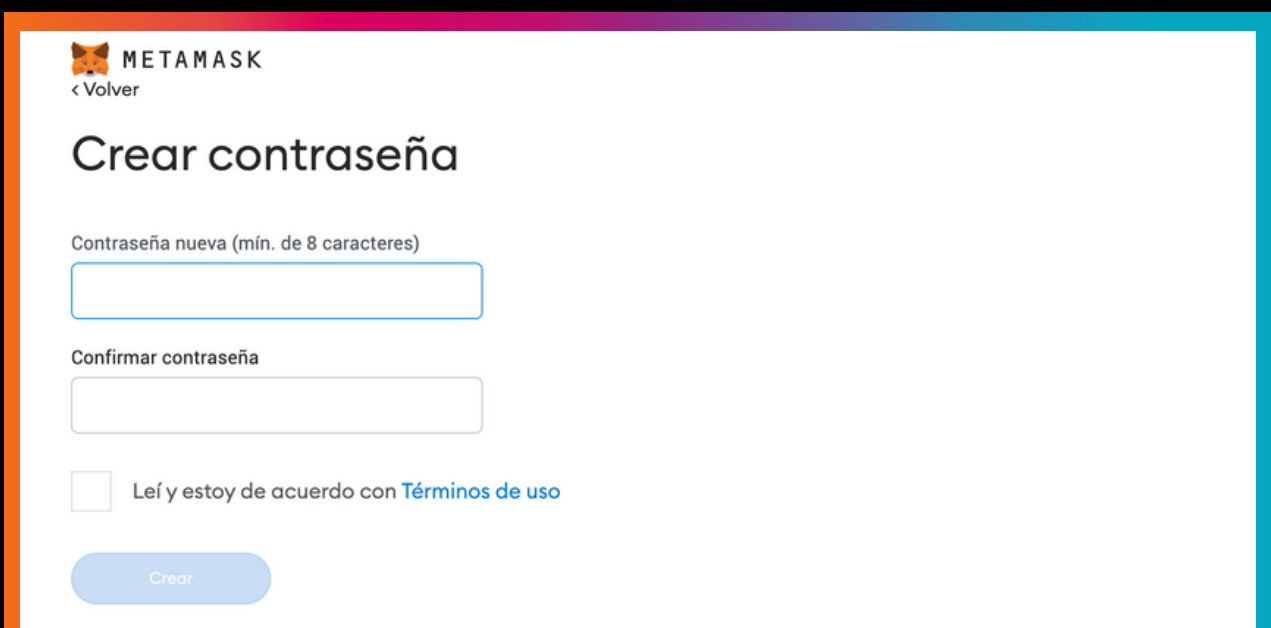 METAMASK
< Volver
Crear contraseña
Contraseña nueva (mín. de 8 caracteres)
Confirmar contraseña
Leí y estoy de acuerdo con Términos de uso
Crear